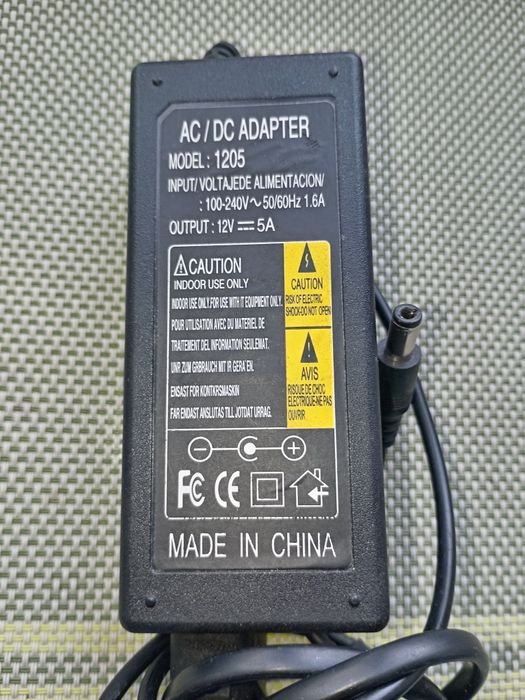 AC / DC ADAPTER
MODEL : 1205
INPUT/ VOLTAJEDE ALIMENTACION/
: 100-240V~50/60Hz 1.6A
OUTPUT : 12V ⎓ 5A
CAUTION
INDOOR USE ONLY
INDOOR USE ONLY.FOR USE WITH IT EQUIPMENT ONLY.
POUR UTILISATION AVEC DU MATERIEL DE
TRAITEMENT DEL INFORMATION SEULEMAT.
UNR ZUM GRBRAUCH MIT IR GERA EN.
ENSAST FOR KONTKFRSMASKIN
FAR ENDAST ANSLUTAS TILL JOTDAT URRAG.
CAUTION
RISK OF ELECTRIC
SHOCK-DO NOT OPEN
AVIS
RISQUE DE CHOC
ELECTRIQUE-NE PAS
OUVRIR
FC CE
MADE IN CHINA